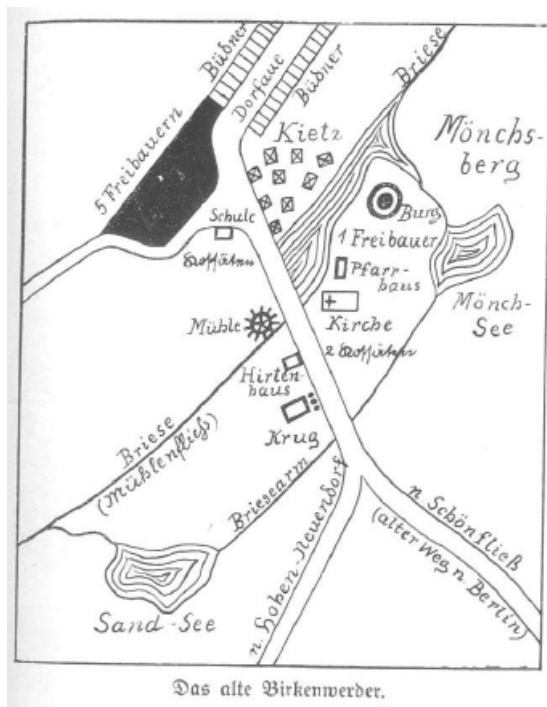 Büdner
Dorfaue
Büdner
Briese
Kietz
Mönchs-
berg
5 Freibauern
Burg
Schule
Kossäten
1 Freibauer
Pfarr-
haus
Mönch-
See
Mühle
Kirche
2 Kossäten
Hirten-
haus
Krug
Briese
(Mühlenfließ)
Briesearm
n. Hohen-Neuendorf
n. Schönfließ
(alter Weg n. Berlin)
Sand-See
Das alte Birkenwerder.